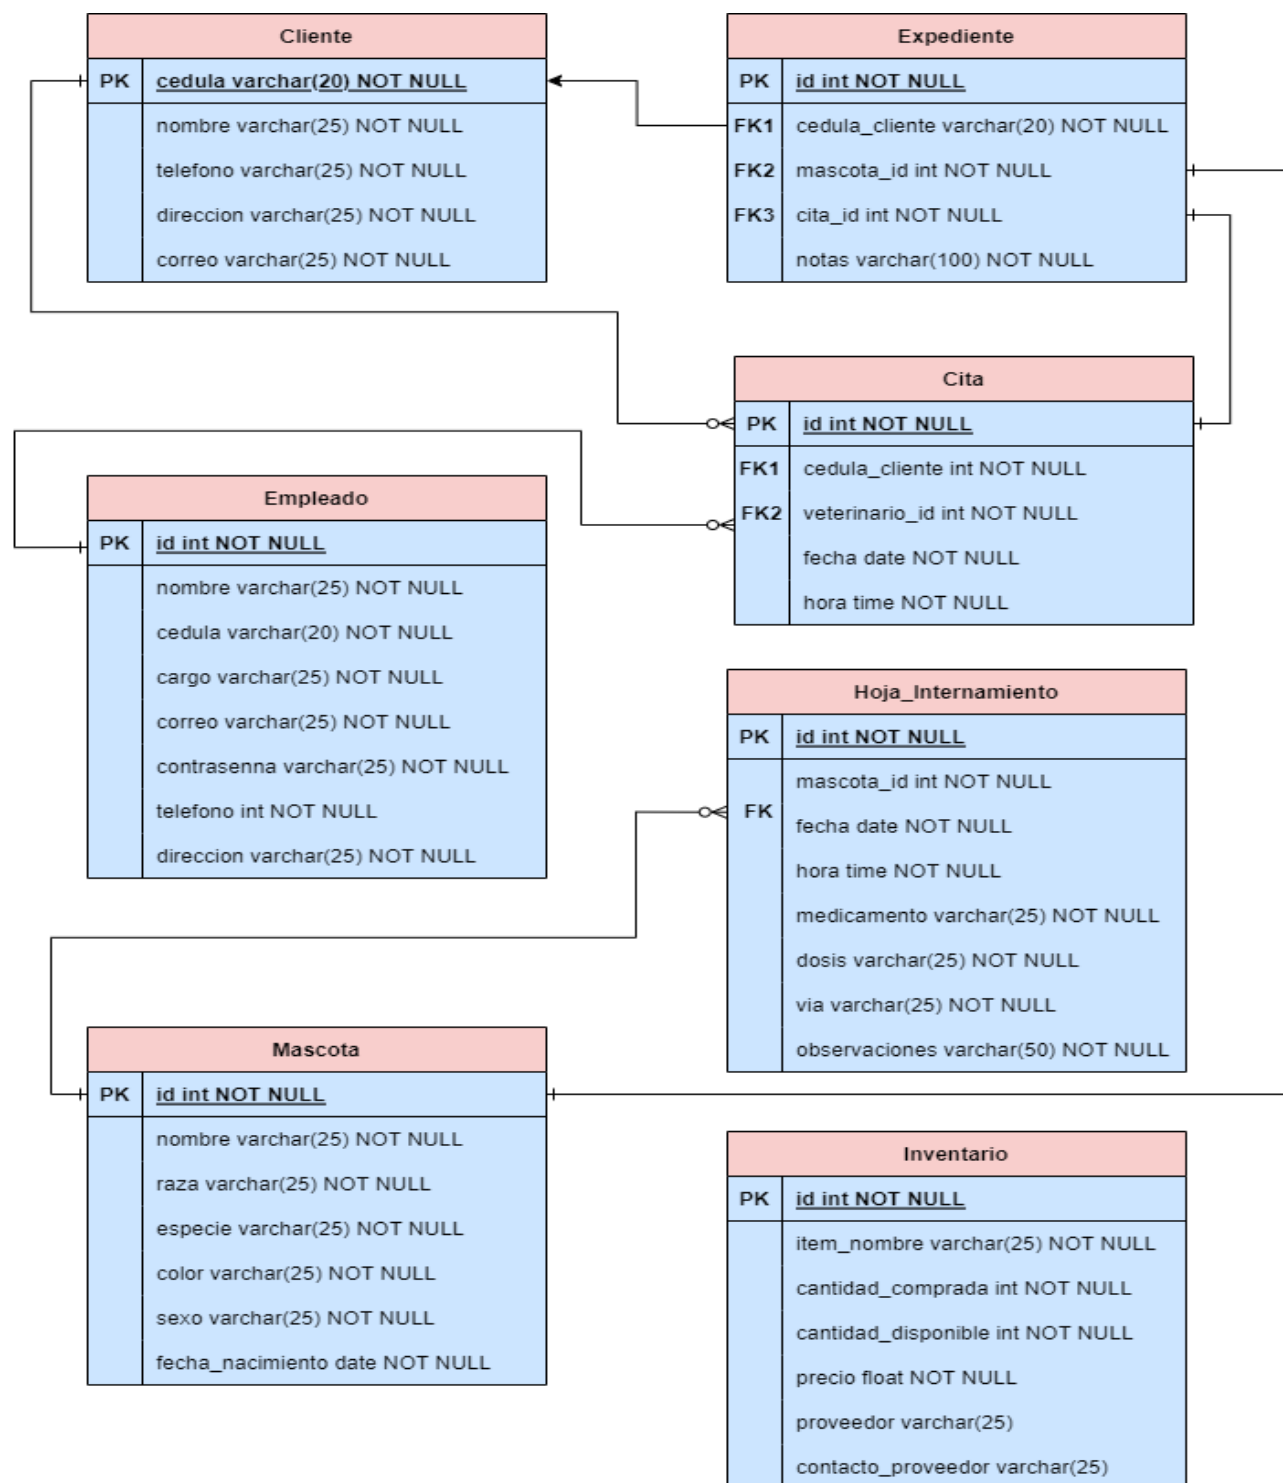 Cliente
PK cedula varchar(20) NOT NULL
nombre varchar(25) NOT NULL
telefono varchar(25) NOT NULL
direccion varchar(25) NOT NULL
correo varchar(25) NOT NULL
Expediente
PK id int NOT NULL
FK1 cedula_cliente varchar(20) NOT NULL
FK2 mascota_id int NOT NULL
FK3 cita_id int NOT NULL
notas varchar(100) NOT NULL
Cita
PK id int NOT NULL
FK1 cedula_cliente int NOT NULL
FK2 veterinario_id int NOT NULL
fecha date NOT NULL
hora time NOT NULL
Empleado
PK id int NOT NULL
nombre varchar(25) NOT NULL
cedula varchar(20) NOT NULL
cargo varchar(25) NOT NULL
correo varchar(25) NOT NULL
contrasenna varchar(25) NOT NULL
telefono int NOT NULL
direccion varchar(25) NOT NULL
Hoja_Internamiento
PK id int NOT NULL
mascota_id int NOT NULL
FK
fecha date NOT NULL
hora time NOT NULL
medicamento varchar(25) NOT NULL
dosis varchar(25) NOT NULL
via varchar(25) NOT NULL
observaciones varchar(50) NOT NULL
Mascota
PK id int NOT NULL
nombre varchar(25) NOT NULL
raza varchar(25) NOT NULL
especie varchar(25) NOT NULL
color varchar(25) NOT NULL
sexo varchar(25) NOT NULL
fecha_nacimiento date NOT NULL
Inventario
PK id int NOT NULL
item_nombre varchar(25) NOT NULL
cantidad_comprada int NOT NULL
cantidad_disponible int NOT NULL
precio float NOT NULL
proveedor varchar(25)
contacto_proveedor varchar(25)